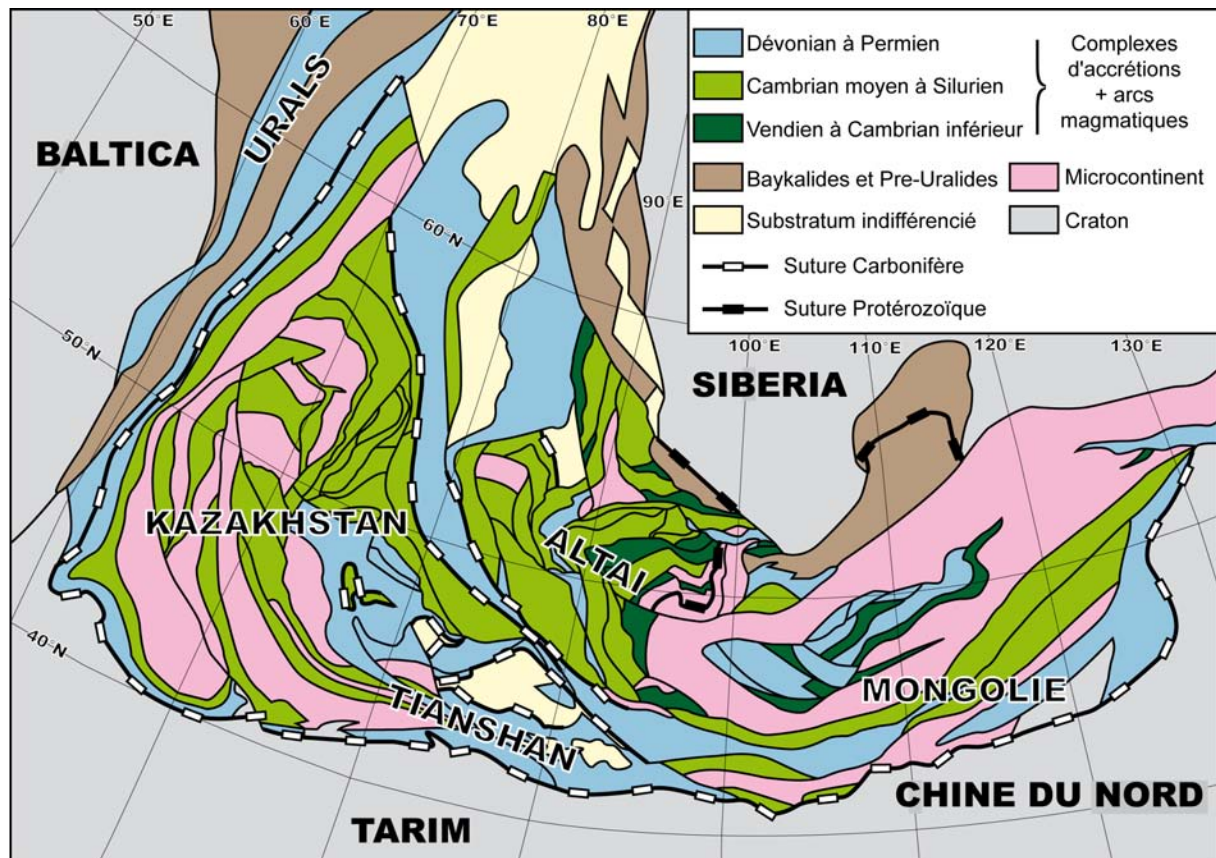 50°E
60°E
70°E
80°E
URALS
BALTICA
60°N
90°E
50°N
40°N
KAZAKHSTAN
ALTAI
TIANSHAN
TARIM
SIBERIA
100°E
110°E
120°E
130°E
MONGOLIE
CHINE DU NORD
Dévonian à Permien
Cambrian moyen à Silurien
Vendien à Cambrian inférieur
Complexes
d'accrétions
+ arcs
magmatiques
Baykalides et Pre-Uralides
Microcontinent
Substratum indifférencié
Craton
Suture Carbonifère
Suture Protérozoïque